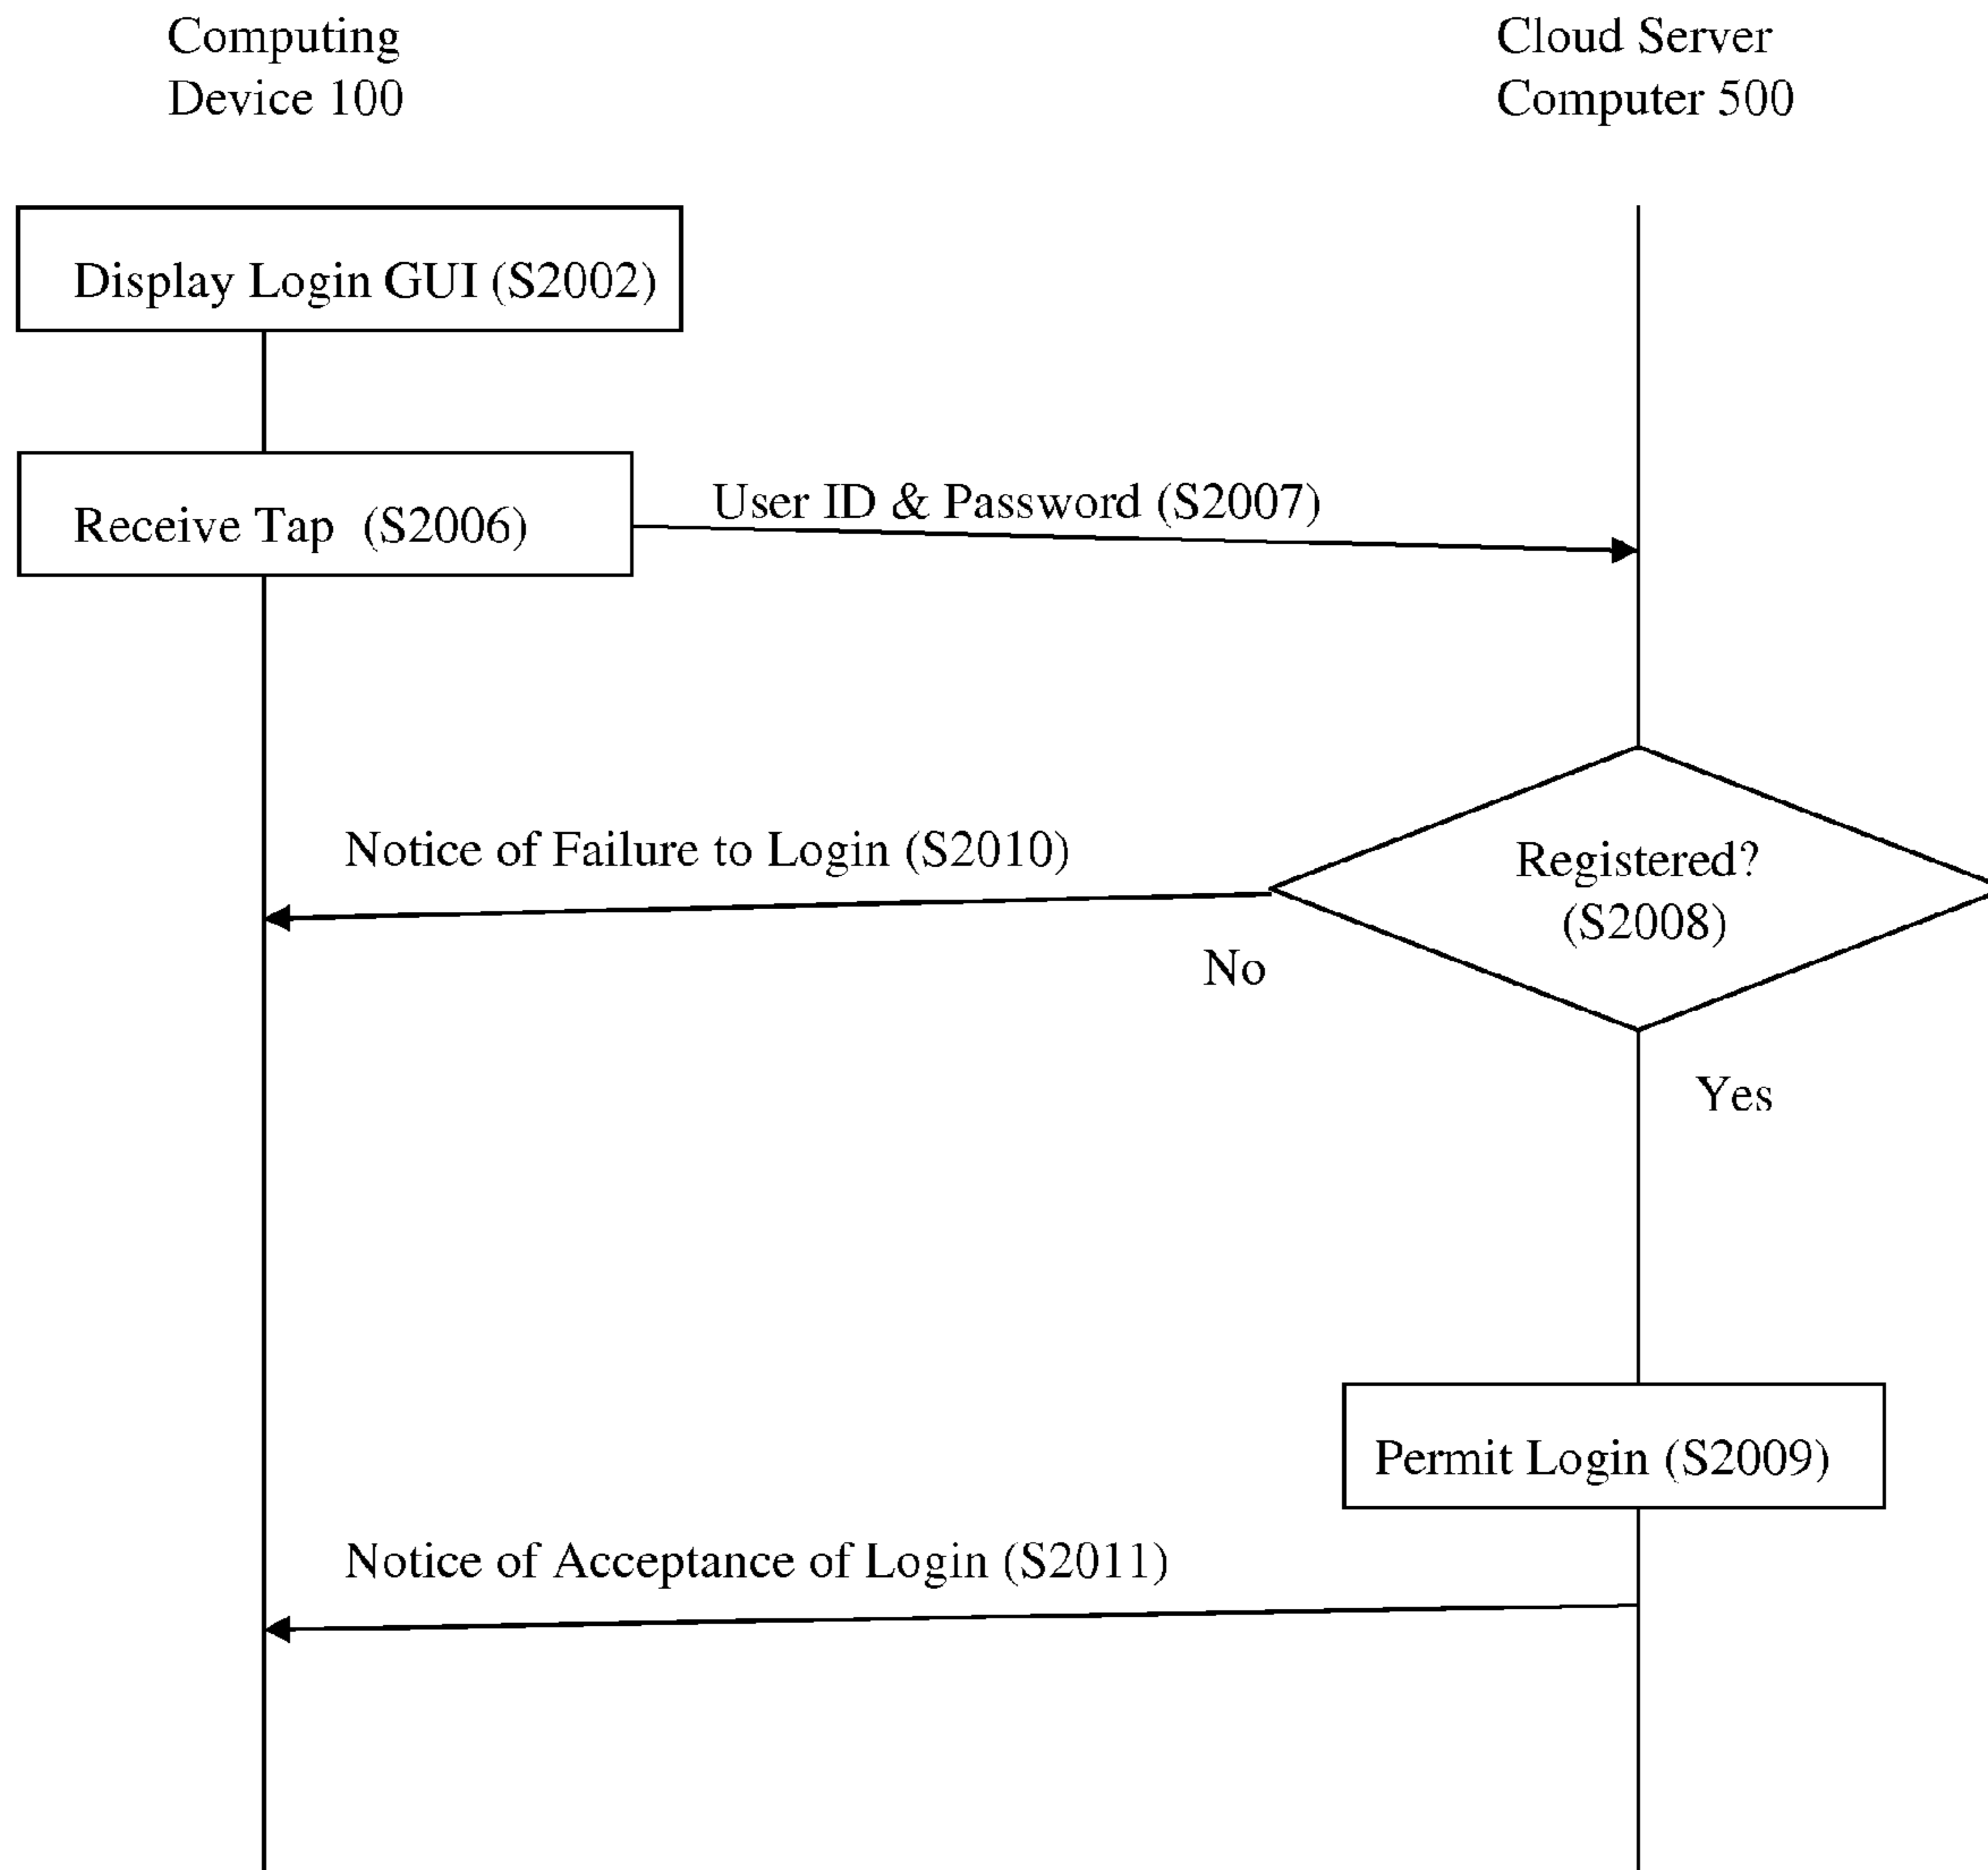 Computing
Device 100
Cloud Server
Computer 500
Display Login GUI (S2002)
Receive Tap (S2006)
User ID & Password (S2007)
Notice of Failure to Login (S2010)
Registered?
(S2008)
No
Yes
Permit Login (S2009)
Notice of Acceptance of Login (S2011)